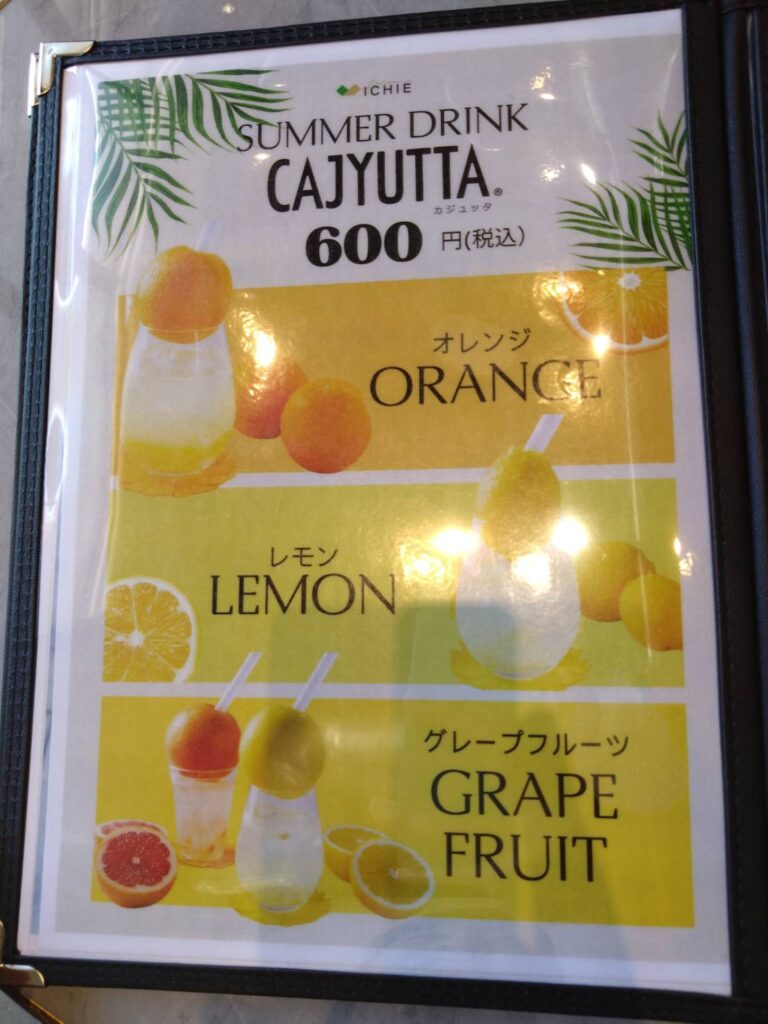 ICHIE
SUMMER DRINK
CAJYUTTA®
カジュッタ
600 円(税込)
オレンジ
ORANGE
レモン
LEMON
グレープフルーツ
GRAPE
FRUIT